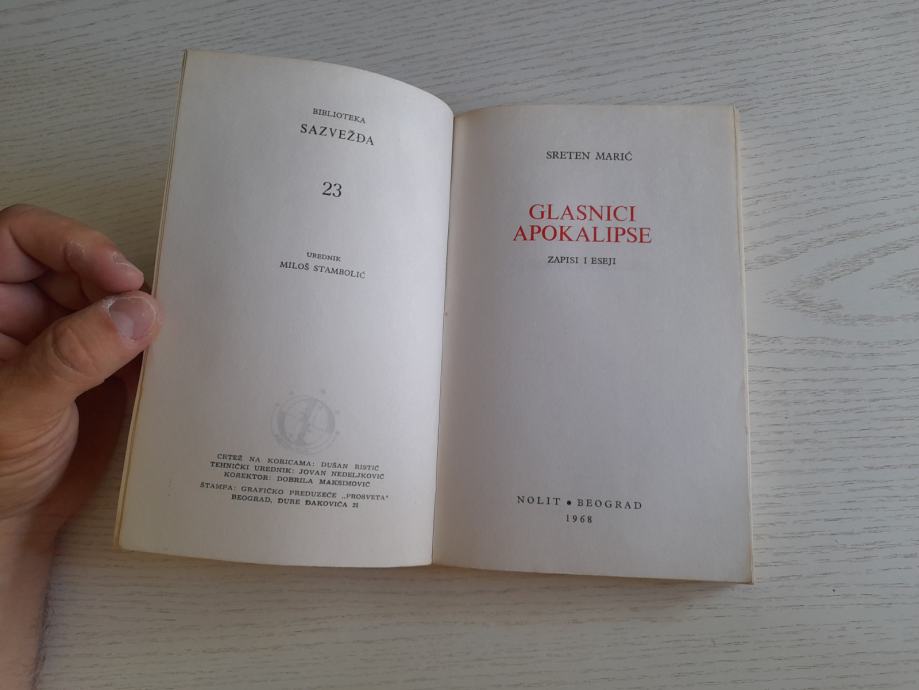 BIBLIOTEKA
SAZVEŽĐA
23
UREDNIK
MILOŠ STAMBOLIĆ
CRTEŽ NA KORICAMA: DUŠAN RISTIĆ
TEHNIČKI UREDNIK: JOVAN NEDELJKOVIĆ
KOREKTOR: DOBRILA MAKSIMOVIĆ
ŠTAMPA: GRAFIČKO PREDUZEĆE „PROSVETA"
BEOGRAD, ĐURE ĐAKOVIĆA 21
SRETEN MARIĆ
GLASNICI
APOKALIPSE
ZAPISI I ESEJI
NOLIT • BEOGRAD
1968